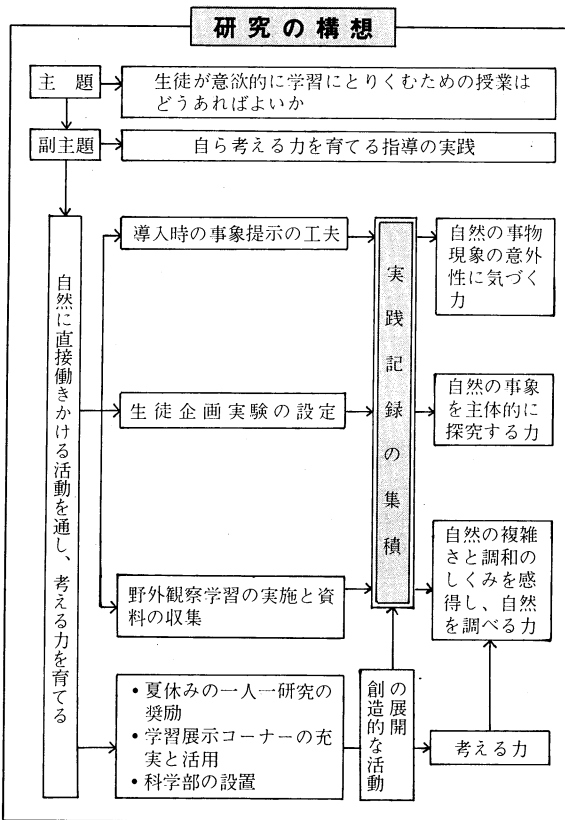 研究の構想
主題
生徒が意欲的に学習にとりくむための授業は
どうあればよいか
副主題
自ら考える力を育てる指導の実践
自然に直接働きかける活動を通し、考える力を育てる
導入時の事象提示の工夫
生徒企画実験の設定
野外観察学習の実施と資
料の収集
•夏休みの一人一研究の
奨励
•学習展示コーナーの充
実と活用
•科学部の設置
実践記録の集積
創造的な活動
の展開
自然の事物
現象の意外
性に気づく
力
自然の事象
を主体的に
探究する力
自然の複雑
さと調和の
しくみを感
得し、自然
を調べる力
考える力